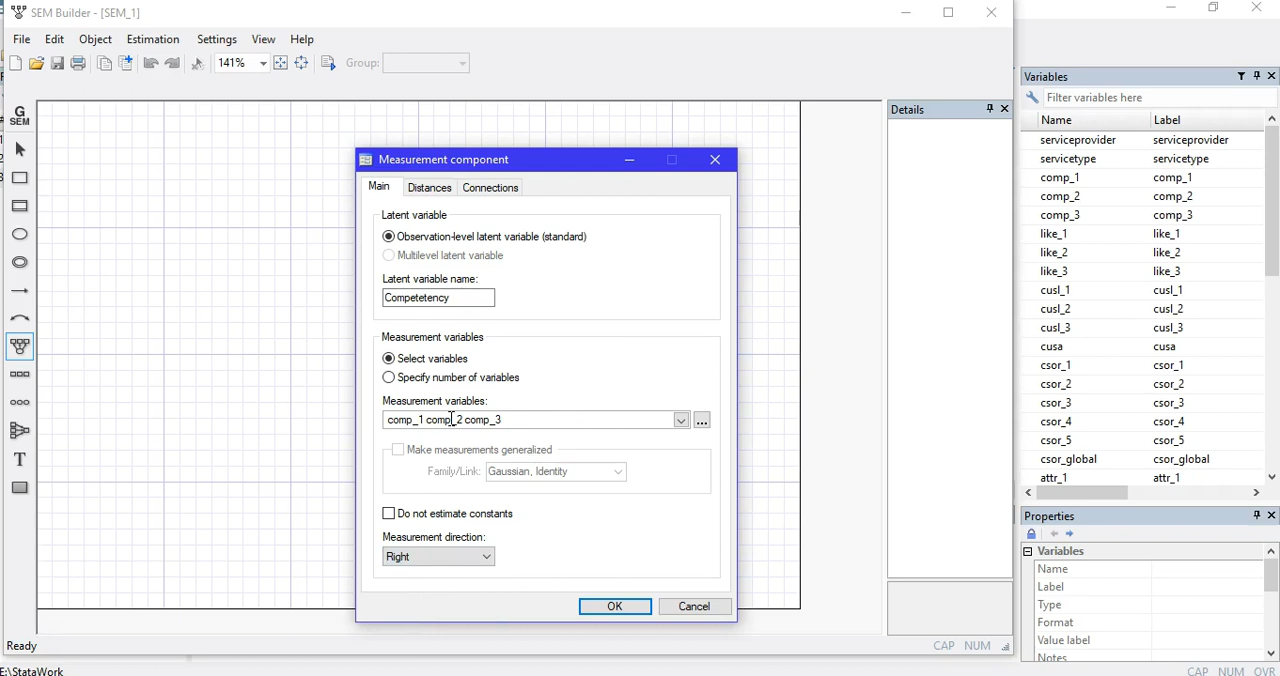 SEM Builder - [SEM_1]
File Edit Object Estimation Settings View Help
141% Group:
G
SEM
T
Details
Measurement component
Main Distances Connections
Latent variable
Observation-level latent variable (standard)
Multilevel latent variable
Latent variable name:
Competetency
Measurement variables
Select variables
Specify number of variables
Measurement variables:
comp_1 comp_2 comp_3
...
Make measurements generalized
Family/Link: Gaussian, Identity
Do not estimate constants
Measurement direction:
Right
OK Cancel
Ready
CAP NUM
E:\StataWork
Variables
Filter variables here
Name Label
serviceprovider serviceprovider
servicetype servicetype
comp_1 comp_1
comp_2 comp_2
comp_3 comp_3
like_1 like_1
like_2 like_2
like_3 like_3
cusl_1 cusl_1
cusl_2 cusl_2
cusl_3 cusl_3
cusa cusa
csor_1 csor_1
csor_2 csor_2
csor_3 csor_3
csor_4 csor_4
csor_5 csor_5
csor_global csor_global
attr_1 attr_1
Properties
Variables
Name
Label
Type
Format
Value label
Notes
CAP NUM OVR